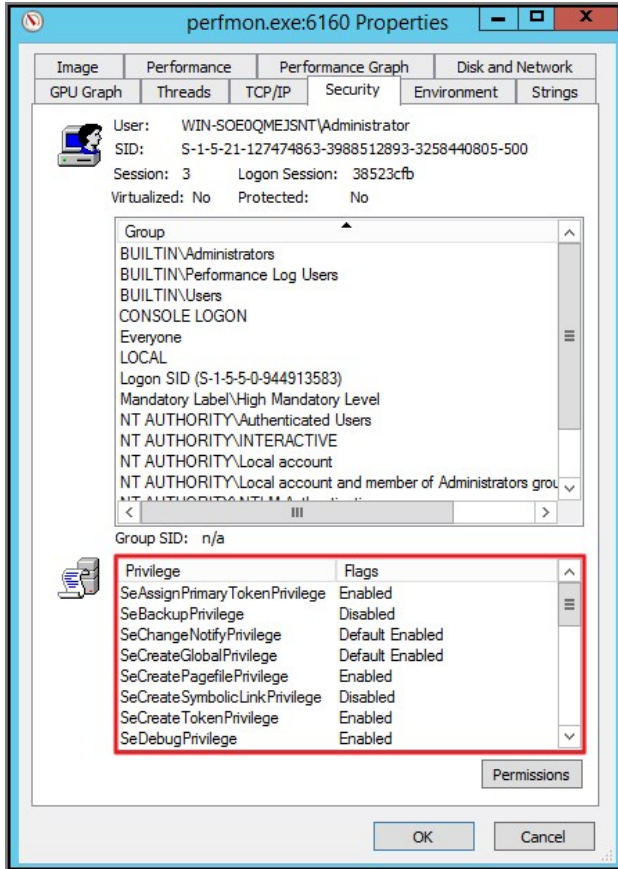 perfmon.exe:6160 Properties
Image Performance Performance Graph Disk and Network
GPU Graph Threads TCP/IP Security Environment Strings
User: WIN-SOE0QMEJSNT\Administrator
SID: S-1-5-21-127474863-3988512893-3258440805-500
Session: 3 Logon Session: 38523cfb
Virtualized: No Protected: No
Group
BUILTIN\Administrators
BUILTIN\Performance Log Users
BUILTIN\Users
CONSOLE LOGON
Everyone
LOCAL
Logon SID (S-1-5-5-0-944913583)
Mandatory Label\High Mandatory Level
NT AUTHORITY\Authenticated Users
NT AUTHORITY\INTERACTIVE
NT AUTHORITY\Local account
NT AUTHORITY\Local account and member of Administrators grou
Group SID: n/a
Privilege Flags
SeAssignPrimaryTokenPrivilege Enabled
SeBackupPrivilege Disabled
SeChangeNotifyPrivilege Default Enabled
SeCreateGlobalPrivilege Default Enabled
SeCreatePagefilePrivilege Enabled
SeCreateSymbolicLinkPrivilege Disabled
SeCreateTokenPrivilege Enabled
SeDebugPrivilege Enabled
Permissions
OK Cancel